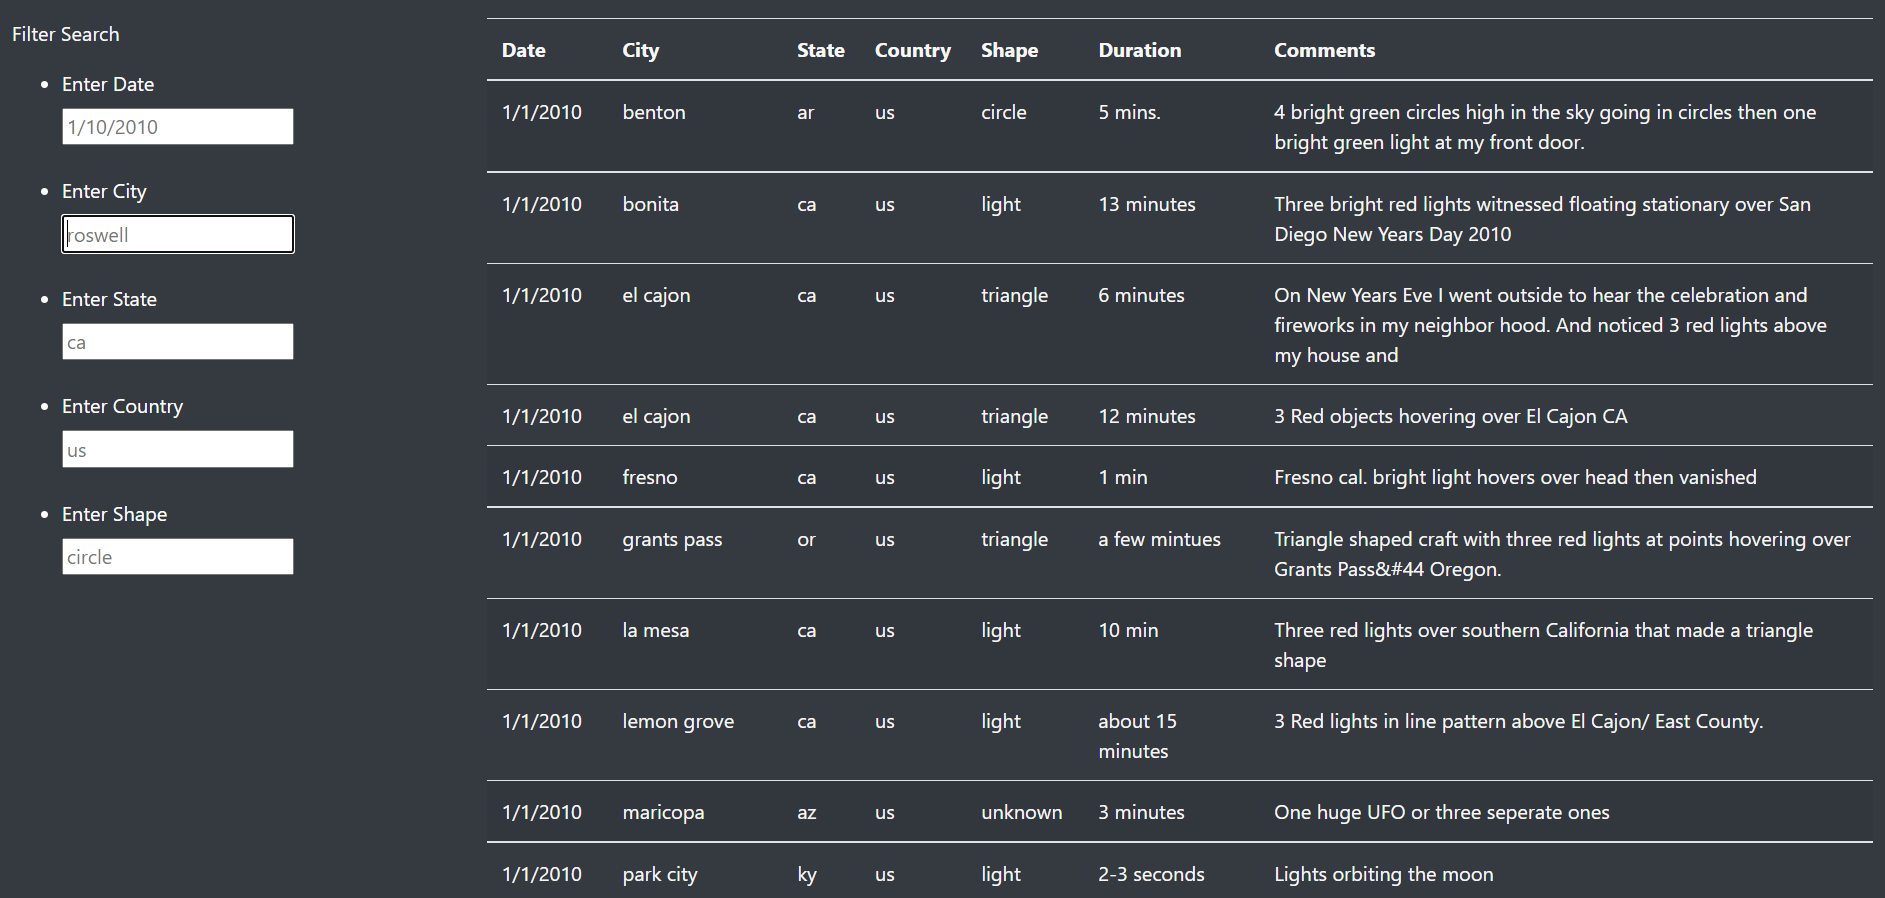 Filter Search
Enter Date
1/10/2010
Enter City
roswell
Enter State
ca
Enter Country
us
Enter Shape
circle
Date City State Country Shape Duration Comments
1/1/2010 benton ar us circle 5 mins. 4 bright green circles high in the sky going in circles then one
bright green light at my front door.
1/1/2010 bonita ca us light 13 minutes Three bright red lights witnessed floating stationary over San
Diego New Years Day 2010
1/1/2010 el cajon ca us triangle 6 minutes On New Years Eve I went outside to hear the celebration and
fireworks in my neighbor hood. And noticed 3 red lights above
my house and
1/1/2010 el cajon ca us triangle 12 minutes 3 Red objects hovering over El Cajon CA
1/1/2010 fresno ca us light 1 min Fresno cal. bright light hovers over head then vanished
1/1/2010 grants pass or us triangle a few mintues Triangle shaped craft with three red lights at points hovering over
Grants Pass&#44 Oregon.
1/1/2010 la mesa ca us light 10 min Three red lights over southern California that made a triangle
shape
1/1/2010 lemon grove ca us light about 15 3 Red lights in line pattern above El Cajon/ East County.
minutes
1/1/2010 maricopa az us unknown 3 minutes One huge UFO or three seperate ones
1/1/2010 park city ky us light 2-3 seconds Lights orbiting the moon